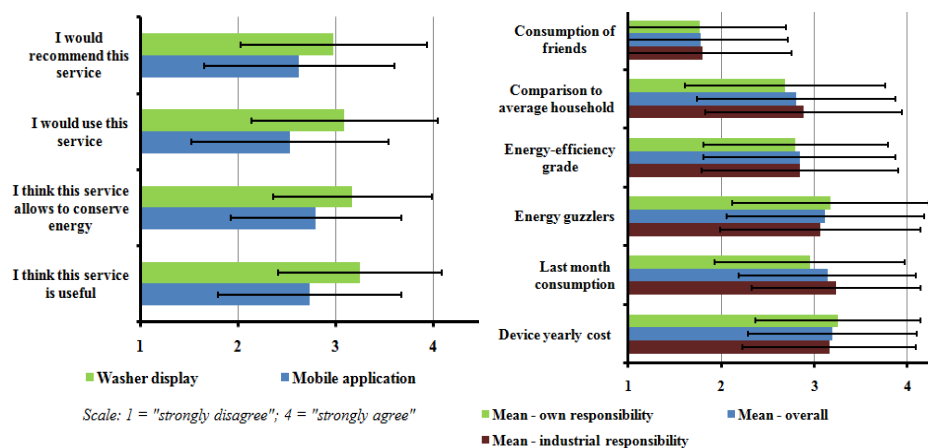 I would
recommend this
service
I would use this
service
I think this service
allows to conserve
energy
I think this service
is useful
1 2 3 4
Washer display Mobile application
Scale: 1 = "strongly disagree"; 4 = "strongly agree"
Consumption of
friends
Comparison to
average household
Energy-efficiency
grade
Energy guzzlers
Last month
consumption
Device yearly cost
1 2 3 4
Mean - own responsibility Mean - overall
Mean - industrial responsibility